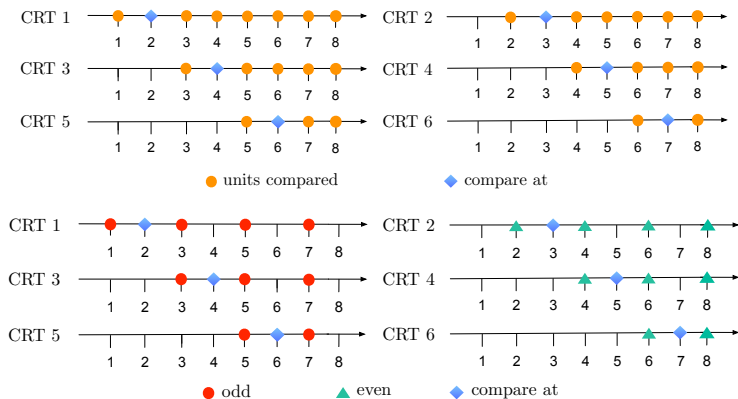 CRT 1 CRT 2
1 2 3 4 5 6 7 8 1 2 3 4 5 6 7 8
CRT 3 CRT 4
1 2 3 4 5 6 7 8 1 2 3 4 5 6 7 8
CRT 5 CRT 6
1 2 3 4 5 6 7 8 1 2 3 4 5 6 7 8
units compared compare at
CRT 1 CRT 2
1 2 3 4 5 6 7 8 1 2 3 4 5 6 7 8
CRT 3 CRT 4
1 2 3 4 5 6 7 8 1 2 3 4 5 6 7 8
CRT 5 CRT 6
1 2 3 4 5 6 7 8 1 2 3 4 5 6 7 8
odd even compare at